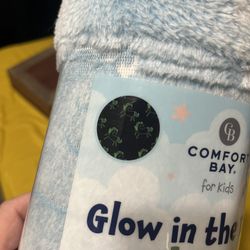 CB
COMFORT
BAY.
for kids
Glow in the